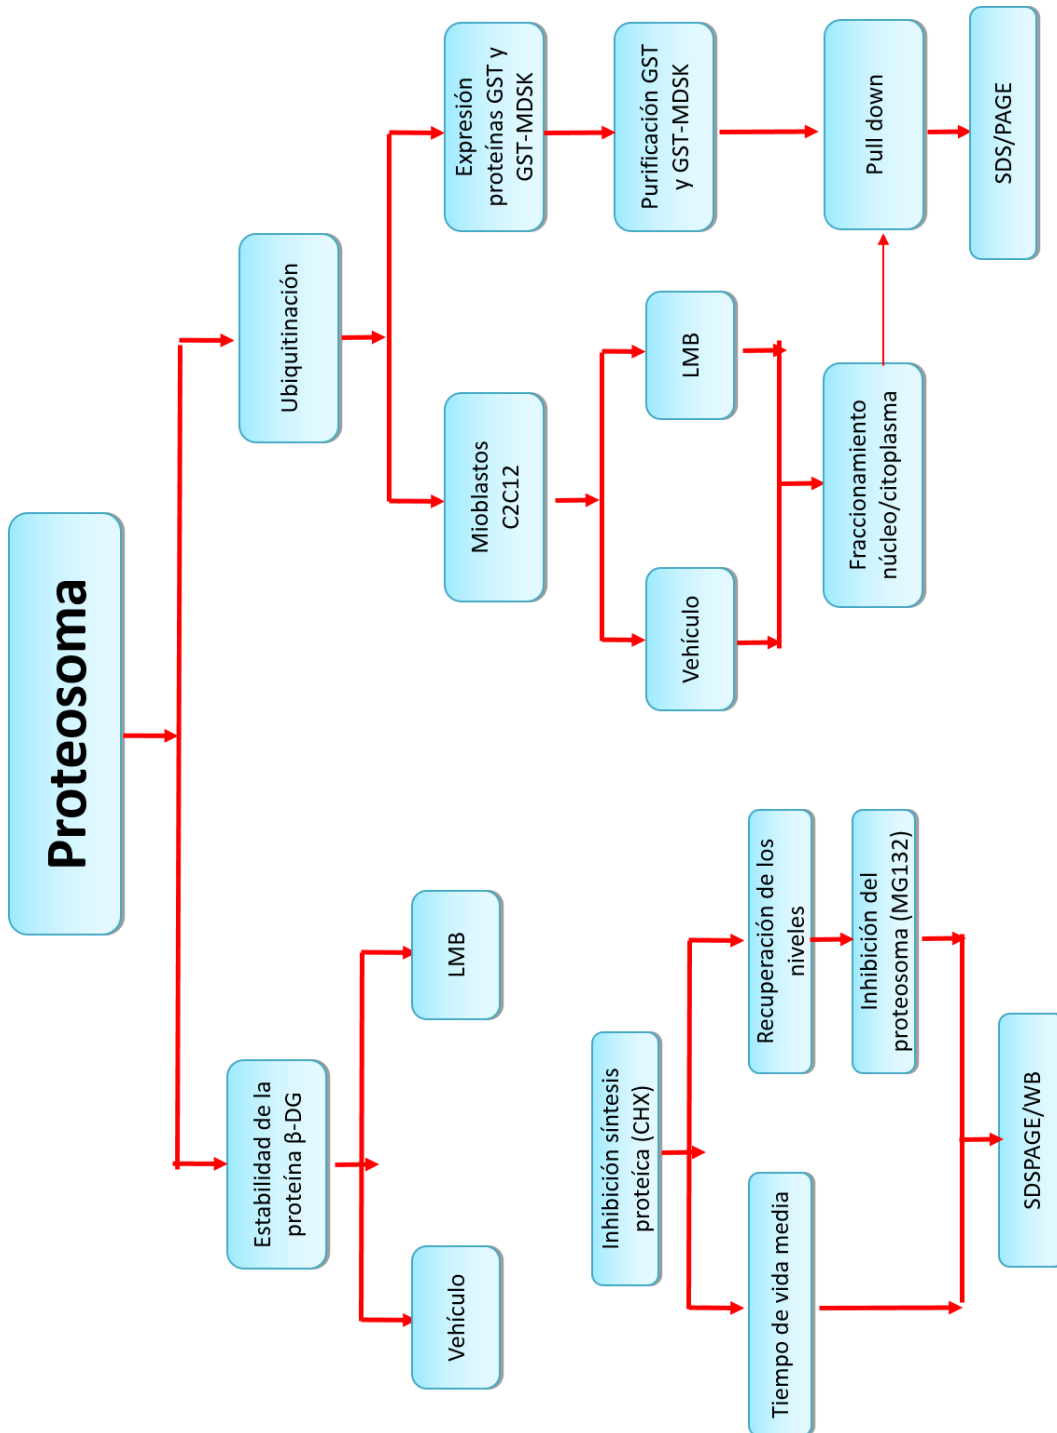 Proteosoma
Estabilidad de la
proteína β-DG
Vehículo
LMB
Inhibición síntesis
proteíca (CHX)
Tiempo de vida media
Recuperación de los
niveles
Inhibición del
proteosoma (MG132)
SDSPAGE/WB
Ubiquitinación
Mioblastos
C2C12
Vehículo
LMB
Fraccionamiento
núcleo/citoplasma
Expresión
proteínas GST y
GST-MDSK
Purificación GST
y GST-MDSK
Pull down
SDS/PAGE